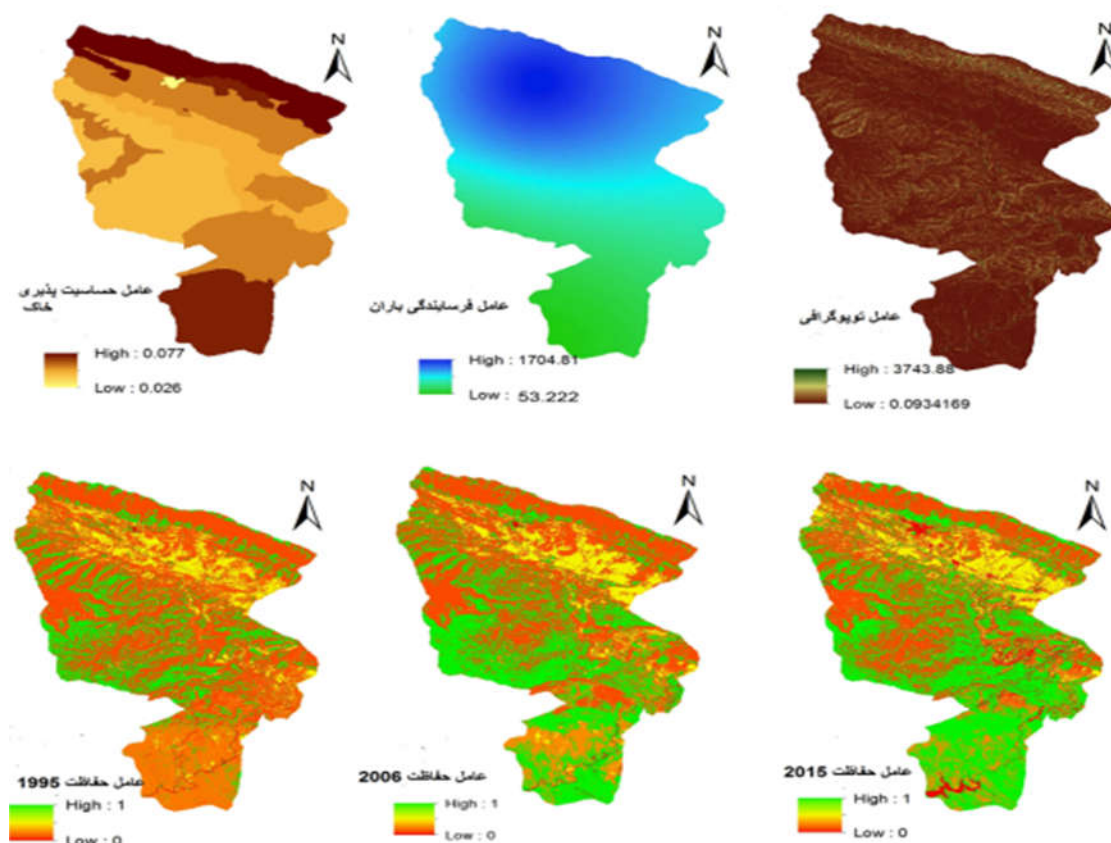 N
N
N
عامل حساسیت پذیری
خاک
High : 0.077
Low : 0.026
عامل فرسایندگی باران
High : 1704.81
Low : 53.222
عامل توپوگرافی
High : 3743.88
Low : 0.0934169
N
N
N
عامل حفاظت 1995
High : 1
Low : 0
عامل حفاظت 2006
High : 1
Low : 0
عامل حفاظت 2015
High : 1
Low : 0